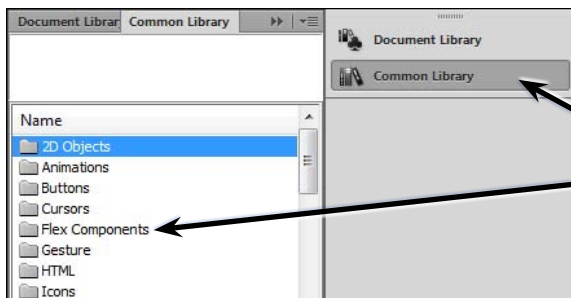 Document Librar Common Library
Name
2D Objects
Animations
Buttons
Cursors
Flex Components
Gesture
HTML
Icons
Document Library
Common Library